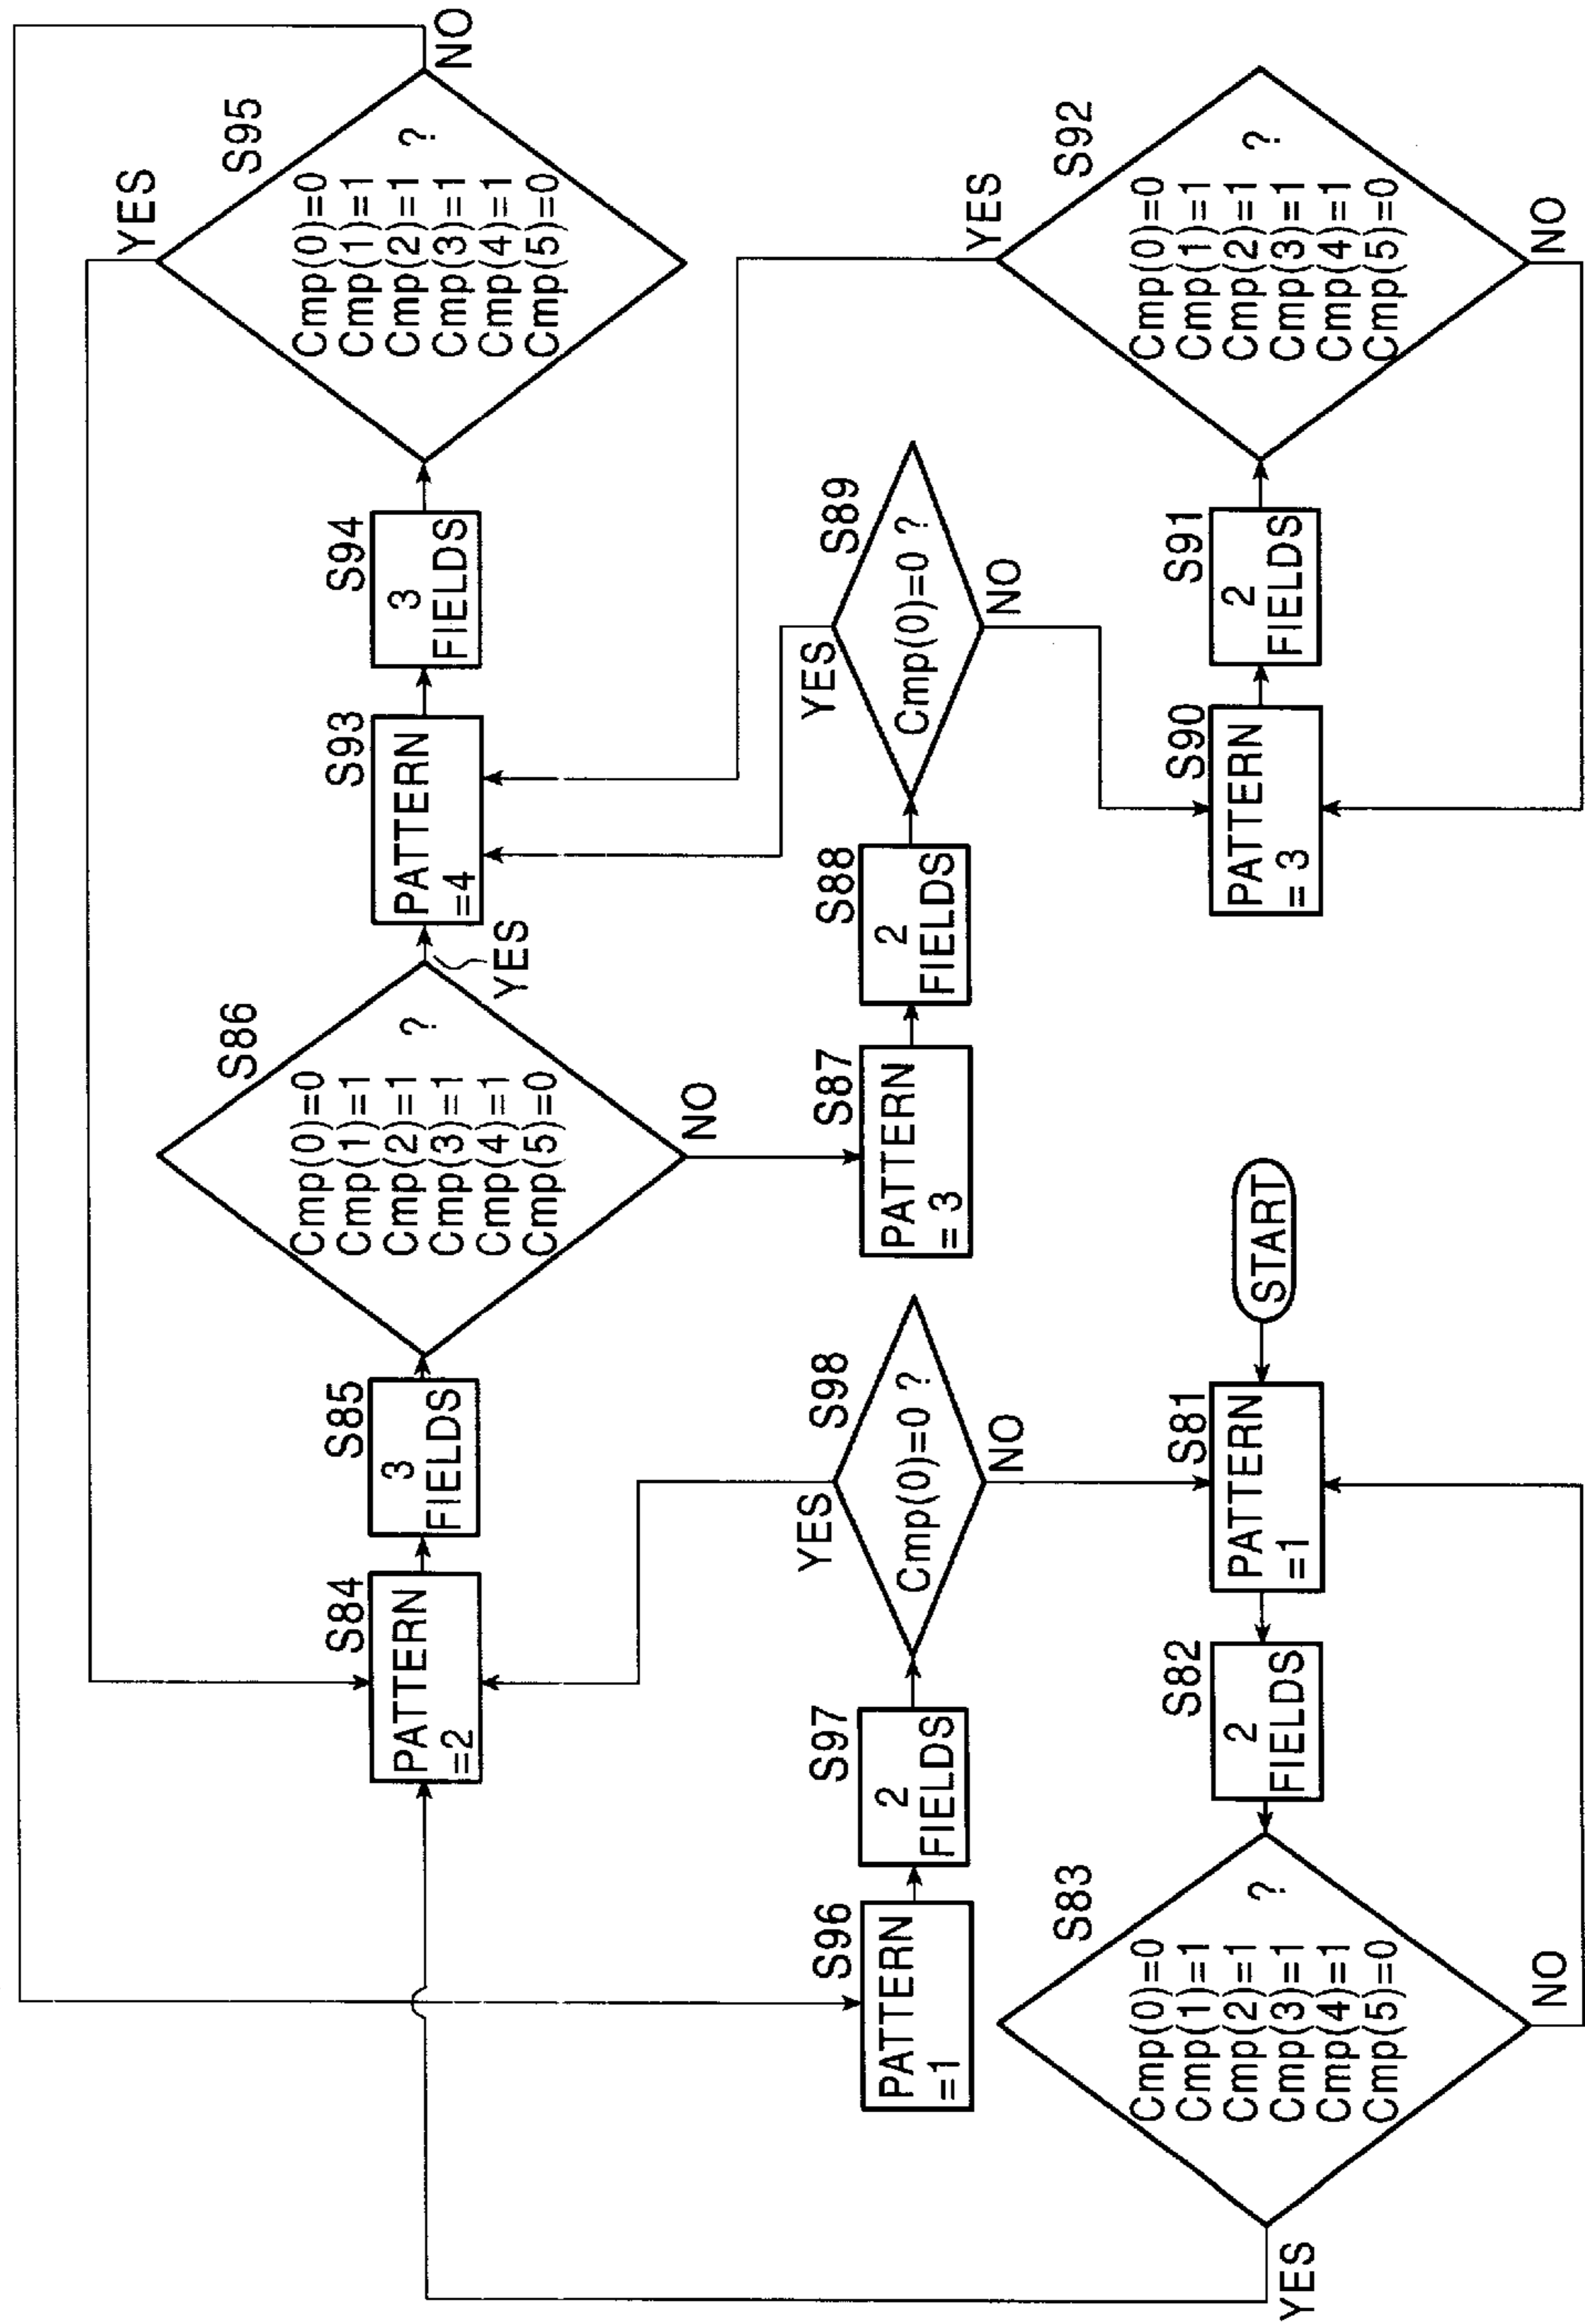 NO
YES
S95
Cmp(0)=0
Cmp(1)=1
Cmp(2)=1 ?
Cmp(3)=1
Cmp(4)=1
Cmp(5)=0
S94
3
FIELDS
S93
PATTERN
=4
YES
S86
Cmp(0)=0
Cmp(1)=1
Cmp(2)=1 ?
Cmp(3)=1
Cmp(4)=1
Cmp(5)=0
NO
S85
3
FIELDS
S84
PATTERN
=2
S92
YES
Cmp(0)=0
Cmp(1)=1
Cmp(2)=1 ?
Cmp(3)=1
Cmp(4)=1
Cmp(5)=0
NO
S91
2
FIELDS
S90
PATTERN
= 3
S89
YES
Cmp(0)=0 ?
NO
S88
2
FIELDS
S87
PATTERN
= 3
S98
YES
Cmp(0)=0 ?
NO
S97
2
FIELDS
S96
PATTERN
=1
START
S81
PATTERN
=1
S82
2
FIELDS
S83
Cmp(0)=0
Cmp(1)=1
Cmp(2)=1 ?
Cmp(3)=1
Cmp(4)=1
Cmp(5)=0
NO
YES